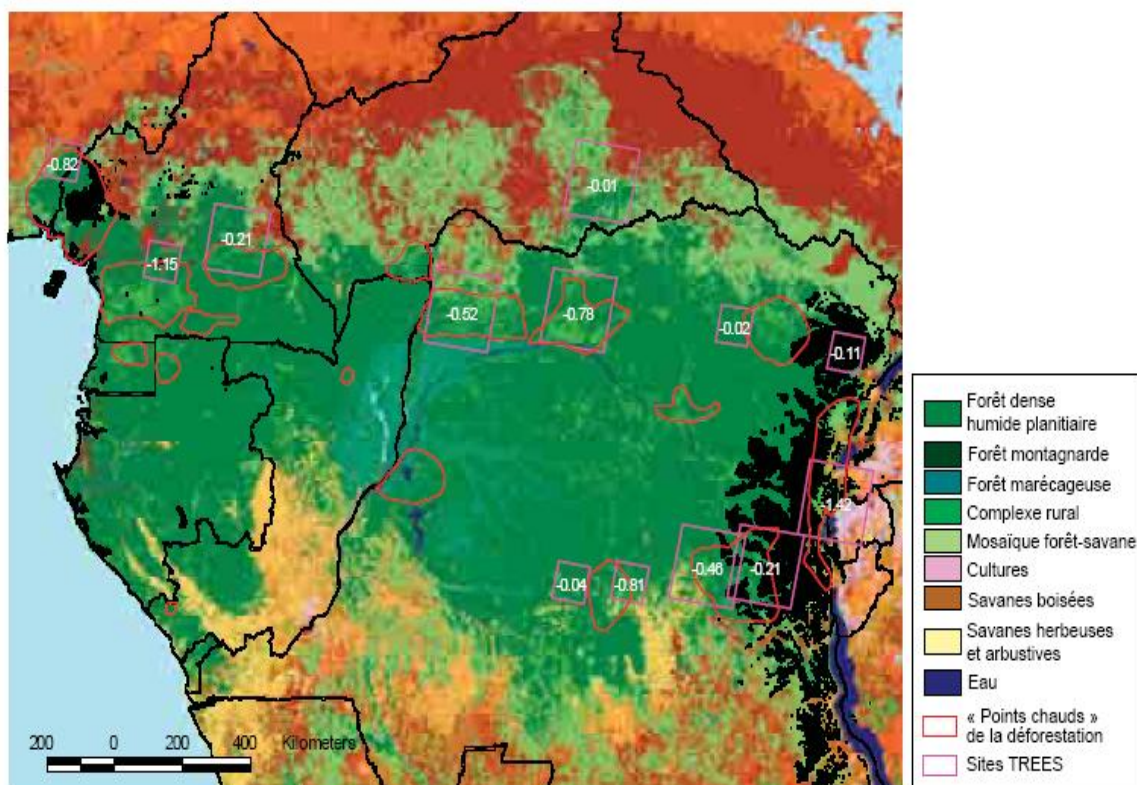 -0.82
-0.01
-0.21
-1.15
-0.52
-0.78
-0.02
-0.11
-1.42
-0.04
-0.81
-0.46
-0.21
200 0 200 400 Kilometers
Forêt dense
humide planitiaire
Forêt montagnarde
Forêt marécageuse
Complexe rural
Mosaïque forêt-savane
Cultures
Savanes boisées
Savanes herbeuses
et arbustives
Eau
« Points chauds »
de la déforestation
Sites TREES